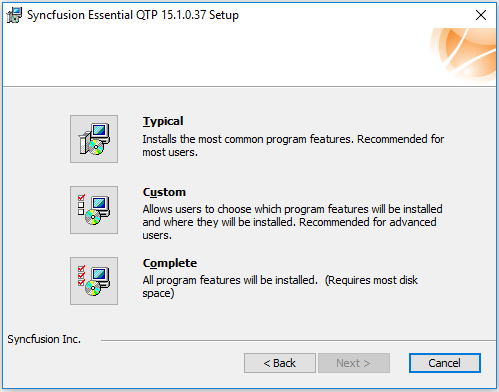 Syncfusion Essential QTP 15.1.0.37 Setup
Typical
Installs the most common program features. Recommended for
most users.
Custom
Allows users to choose which program features will be installed
and where they will be installed. Recommended for advanced
users.
Complete
All program features will be installed.  (Requires most disk
space)
Syncfusion Inc.
< Back
Next >
Cancel